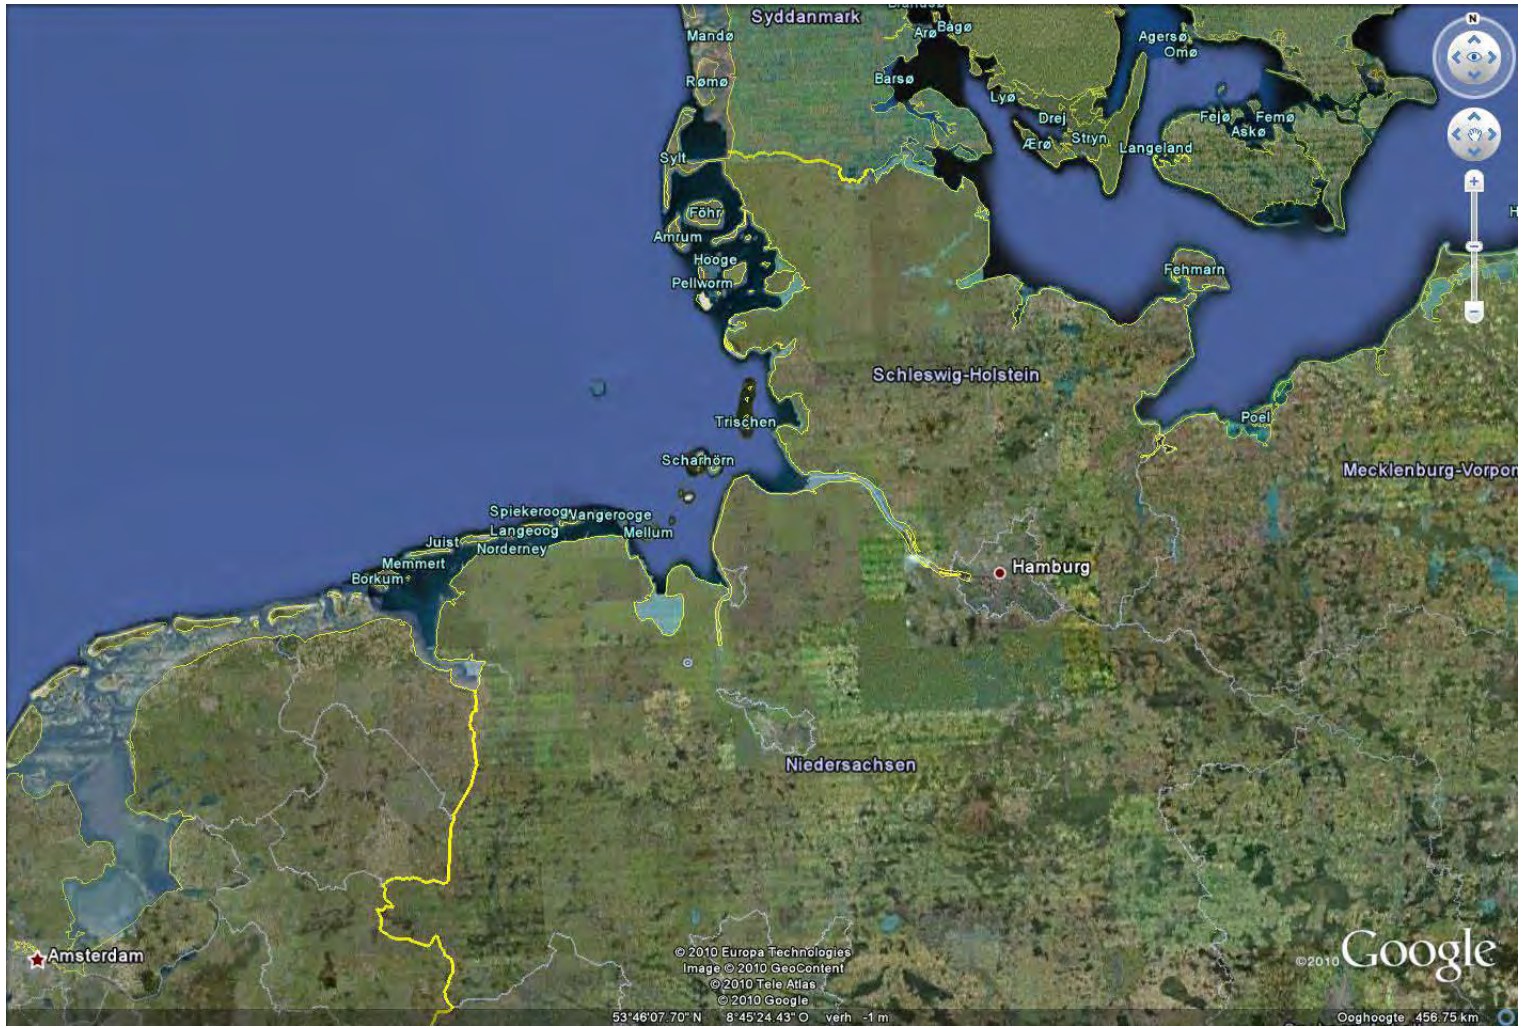 Syddanmark
Mandø
Årø
Bågø
Agersø
Omø
N
Rømø
Barsø
Lyø
Drej
Fejø
Femø
Askø
Ærø
Stryn
Langeland
Sylt
Föhr
Amrum
Hooge
Pellworm
Fehmarn
Schleswig-Holstein
Trischen
Poel
Scharhörn
Mecklenburg-Vorpon
Spiekeroog
Vangerooge
Langeoog
Mellum
Juist
Norderney
Memmert
Borkum
Hamburg
Niedersachsen
Amsterdam
© 2010 Europa Technologies
Image © 2010 GeoContent
© 2010 Tele Atlas
© 2010 Google
©2010 Google
53°46'07.70" N 8°45'24.43" O verh -1 m
Ooghoogte 456.75 km